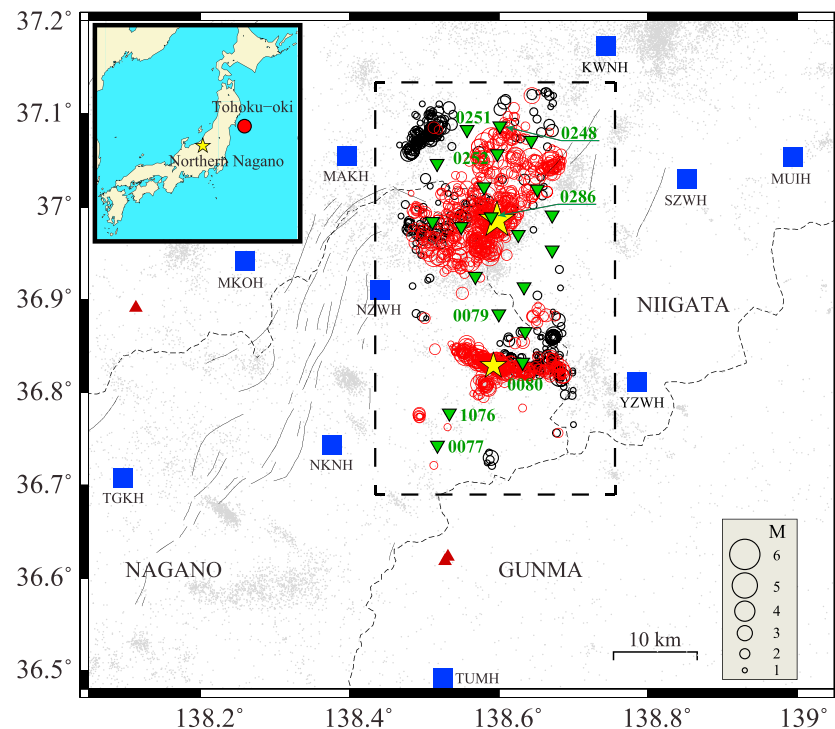 37.2°
37.1°
37°
36.9°
36.8°
36.7°
36.6°
36.5°
138.2°
138.4°
138.6°
138.8°
139°
Tohoku-oki
Northern Nagano
KWNH
MAKH
MUIH
SZWH
MKOH
NZWH
YZWH
NKNH
TGKH
TUMH
0251
0248
0286
0079
0080
1076
0077
NIIGATA
NAGANO
GUNMA
10 km
M
6
5
4
3
2
1